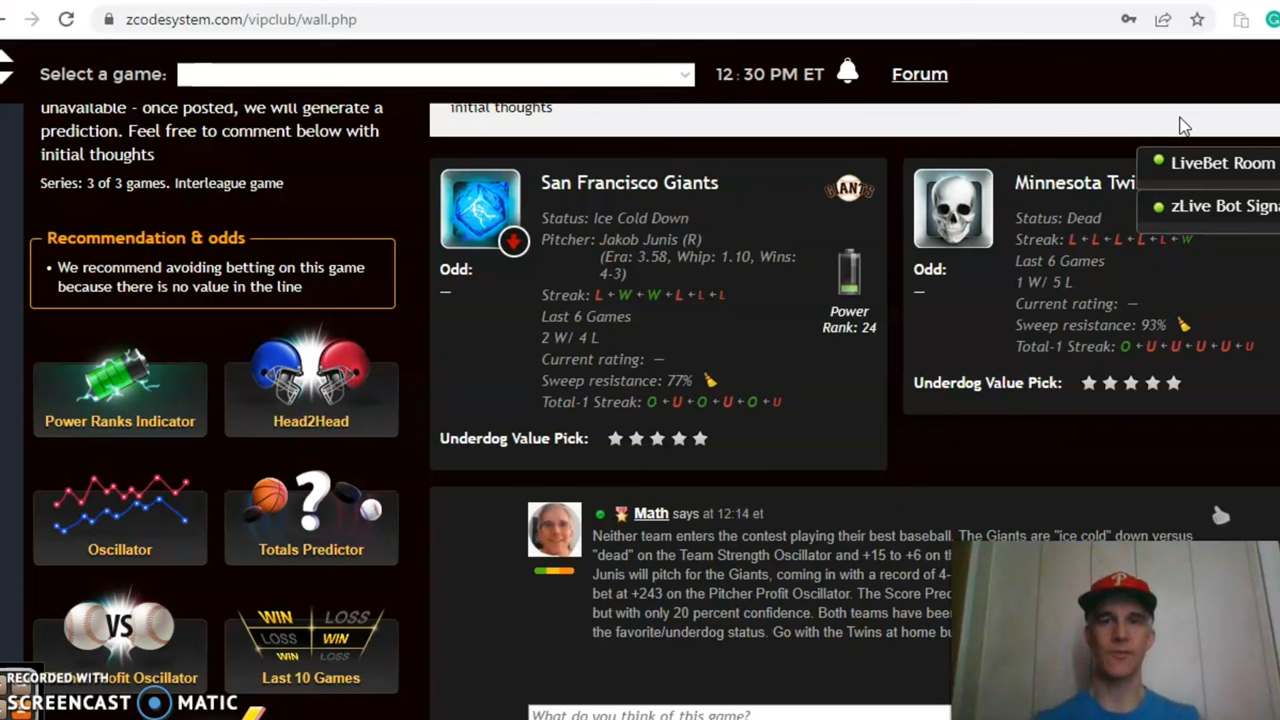 zcodesystem.com/vipclub/wall.php
Select a game:
12:30 PM ET
Forum
unavailable - once posted, we will generate a
prediction. Feel free to comment below with
initial thoughts
Series: 3 of 3 games. Interleague game
Recommendation & odds
• We recommend avoiding betting on this game
because there is no value in the line
Power Ranks Indicator
Head2Head
Oscillator
Totals Predictor
VS
ofit Oscillator
WIN LOSS
LOSS WIN
WIN LOSS
Last 10 Games
RECORDED WITH
SCREENCAST MATIC
initial thoughts
San Francisco Giants
GIANTS
Status: Ice Cold Down
Pitcher: Jakob Junis (R)
(Era: 3.58, Whip: 1.10, Wins:
4-3)
Odd:
—
Streak: L W W L L L
Last 6 Games
2 W/ 4 L
Current rating: —
Sweep resistance: 77%
Total-1 Streak: O U O U O U
Power
Rank: 24
Underdog Value Pick:
Minnesota Twi
Status: Dead
Streak: L L L L L W
Odd:
—
Last 6 Games
1 W/ 5 L
Current rating: —
Sweep resistance: 93%
Total-1 Streak: O U U U U U
Underdog Value Pick:
LiveBet Room
zLive Bot Signa
Math says at 12:14 et
Neither team enters the contest playing their best baseball. The Giants are "ice cold" down versus
"dead" on the Team Strength Oscillator and +15 to +6 on th
Junis will pitch for the Giants, coming in with a record of 4-
bet at +243 on the Pitcher Profit Oscillator. The Score Pred
but with only 20 percent confidence. Both teams have been
the favorite/underdog status. Go with the Twins at home bu
What do you think of this game?
P